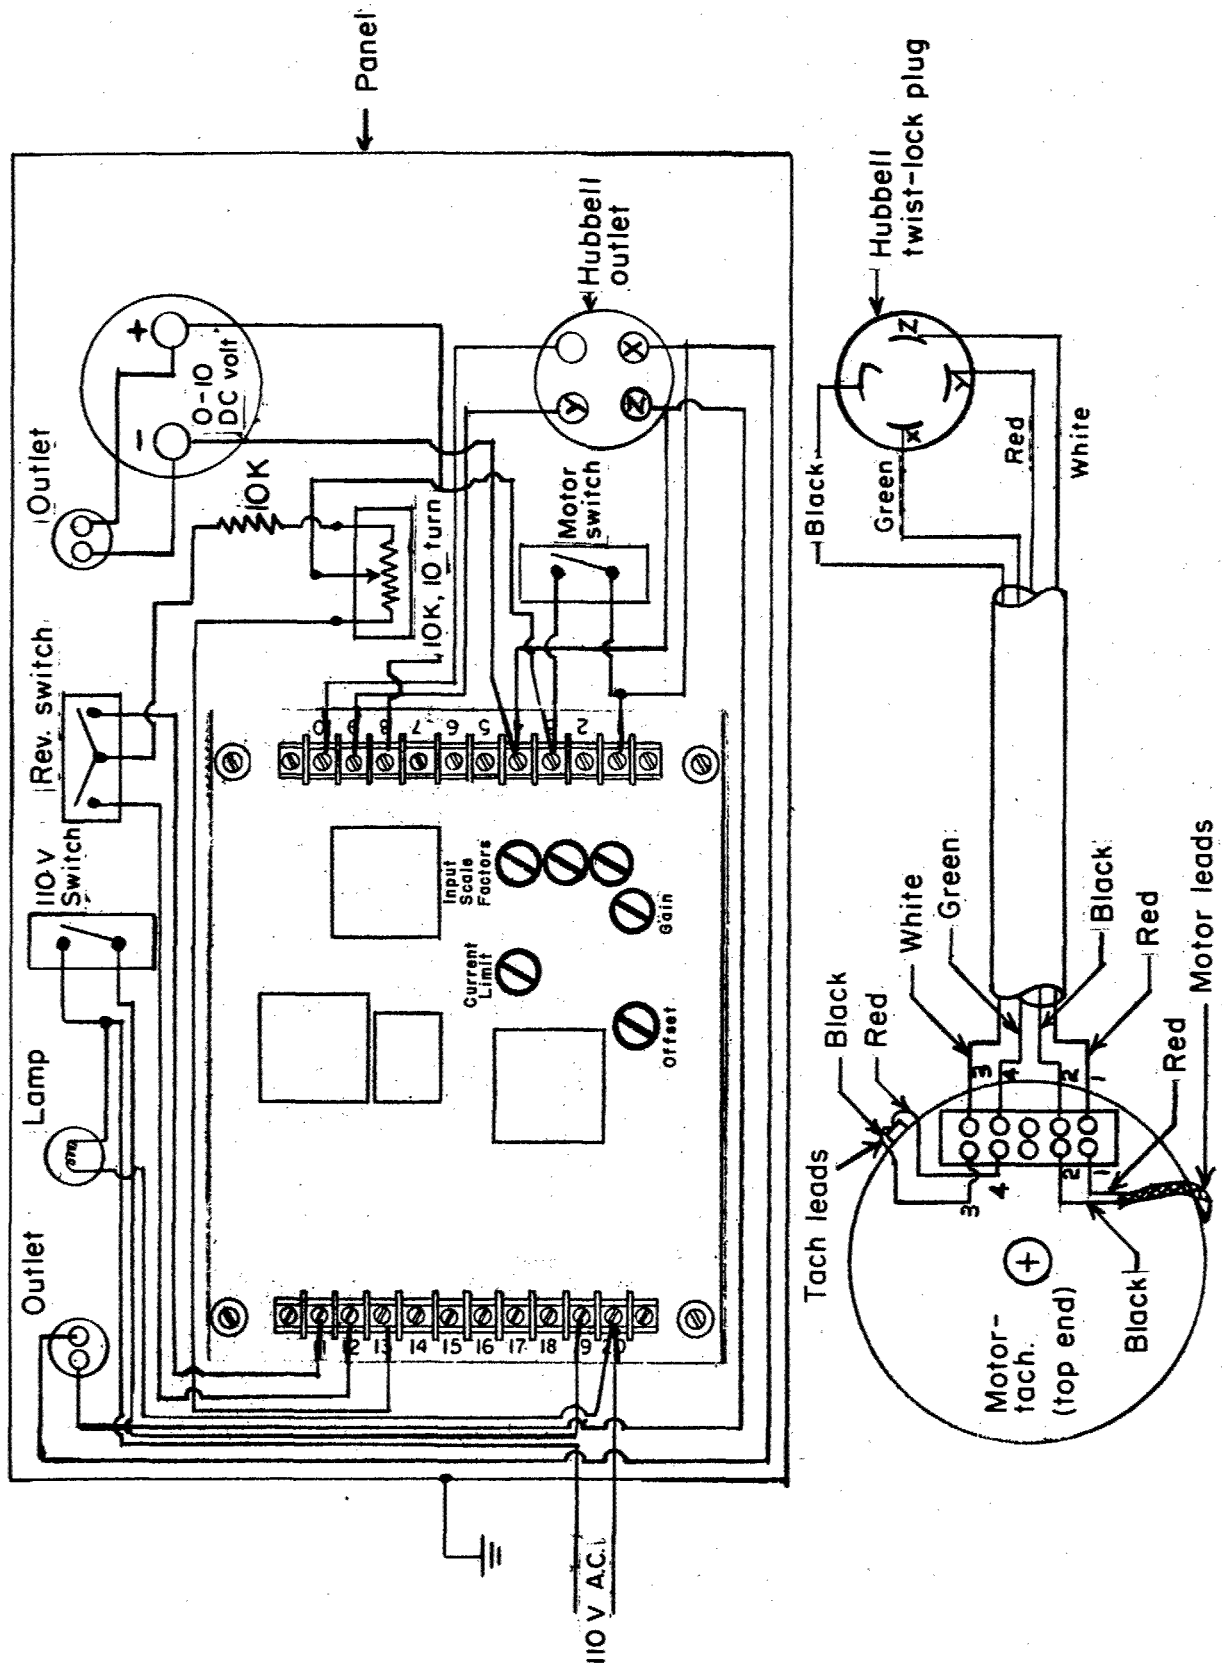 Outlet
Lamp
110 V
Switch
Rev. switch
Outlet
0-10
DC volt
-
+
10K
10K, 10 turn
Motor
switch
Hubbell
outlet
Y
Z
X
Panel
10
9
8
7
6
5
4
3
2
Input
Scale
Factors
Current
Limit
Gain
Offset
11
12
13
14
15
16
17
18
19
20
110 V A.C.
Tach leads
Black
Red
White
Green
Black
Red
Red
Motor leads
Black
3
4
2
1
3
4
2
1
Motor-
tach.
(top end)
Black
Green
Red
White
X
Y
Z
Hubbell
twist-lock plug